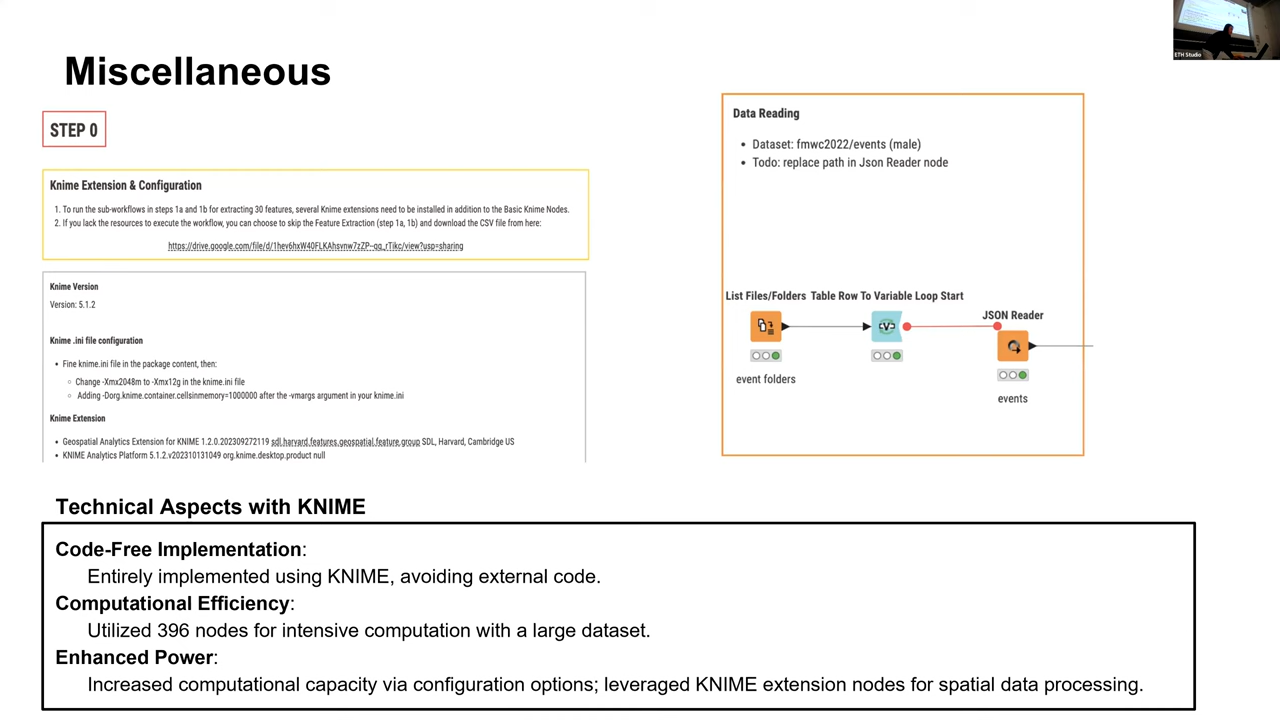 Miscellaneous
ETH Studio
STEP 0
Knime Extension & Configuration
1. To run the sub-workflows in steps 1a and 1b for extracting 30 features, several Knime extensions need to be installed in addition to the Basic Knime Nodes.
2. If you lack the resources to execute the workflow, you can choose to skip the Feature Extraction (step 1a, 1b) and download the CSV file from here:
Knime Version
Version: 5.1.2
Knime .ini file configuration
• Fine knime.ini file in the package content, then:
○ Change -Xmx2048m to -Xmx12g in the knime.ini file
○ Adding -Dorg.knime.container.cellsinmemory=1000000 after the -vmargs argument in your knime.ini
Knime Extension
• Geospatial Analytics Extension for KNIME 1.2.0.202309272119 sdl.harvard.features.geospatial.feature.group SDL, Harvard, Cambridge US
• KNIME Analytics Platform 5.1.2.v202310131049 org.knime.desktop.product null
Data Reading
• Dataset: fmwc2022/events (male)
• Todo: replace path in Json Reader node
List Files/Folders
Table Row To Variable Loop Start
JSON Reader
event folders
events
Technical Aspects with KNIME
Code-Free Implementation:
Entirely implemented using KNIME, avoiding external code.
Computational Efficiency:
Utilized 396 nodes for intensive computation with a large dataset.
Enhanced Power:
Increased computational capacity via configuration options; leveraged KNIME extension nodes for spatial data processing.